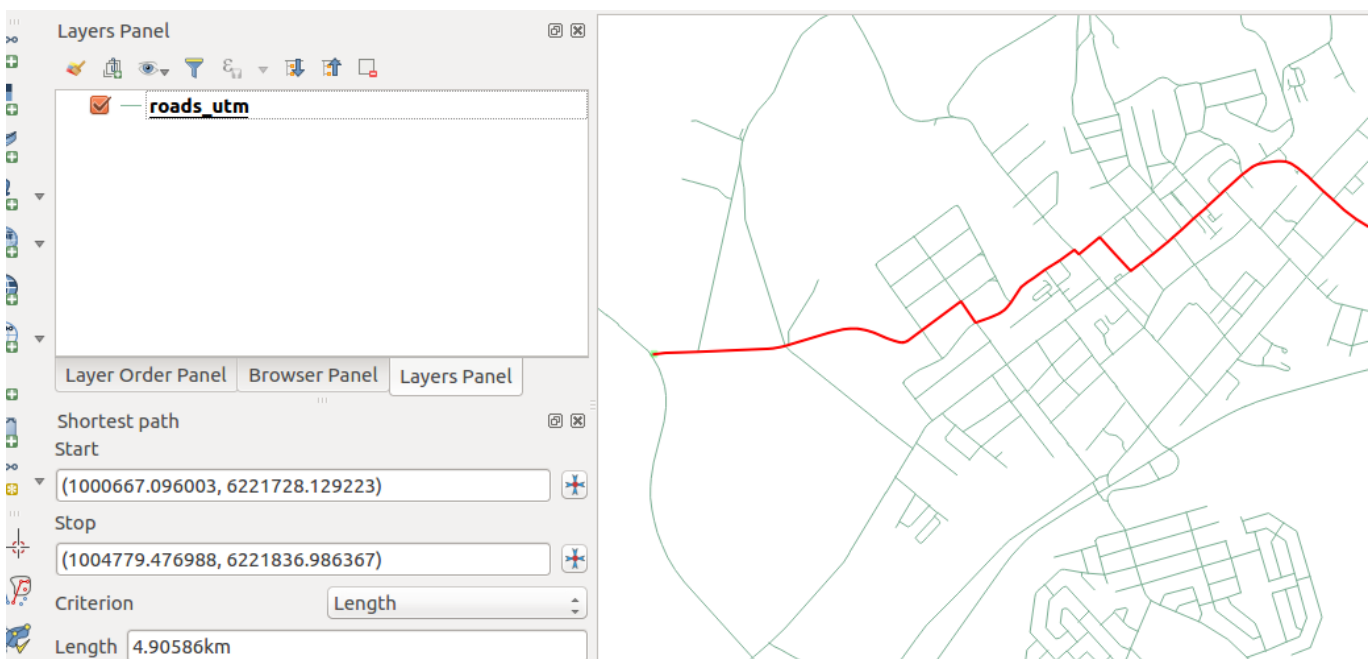 Layers Panel
roads_utm
Layer Order Panel Browser Panel Layers Panel
Shortest path
Start
(1000667.096003, 6221728.129223)
Stop
(1004779.476988, 6221836.986367)
Criterion Length
Length 4.90586km